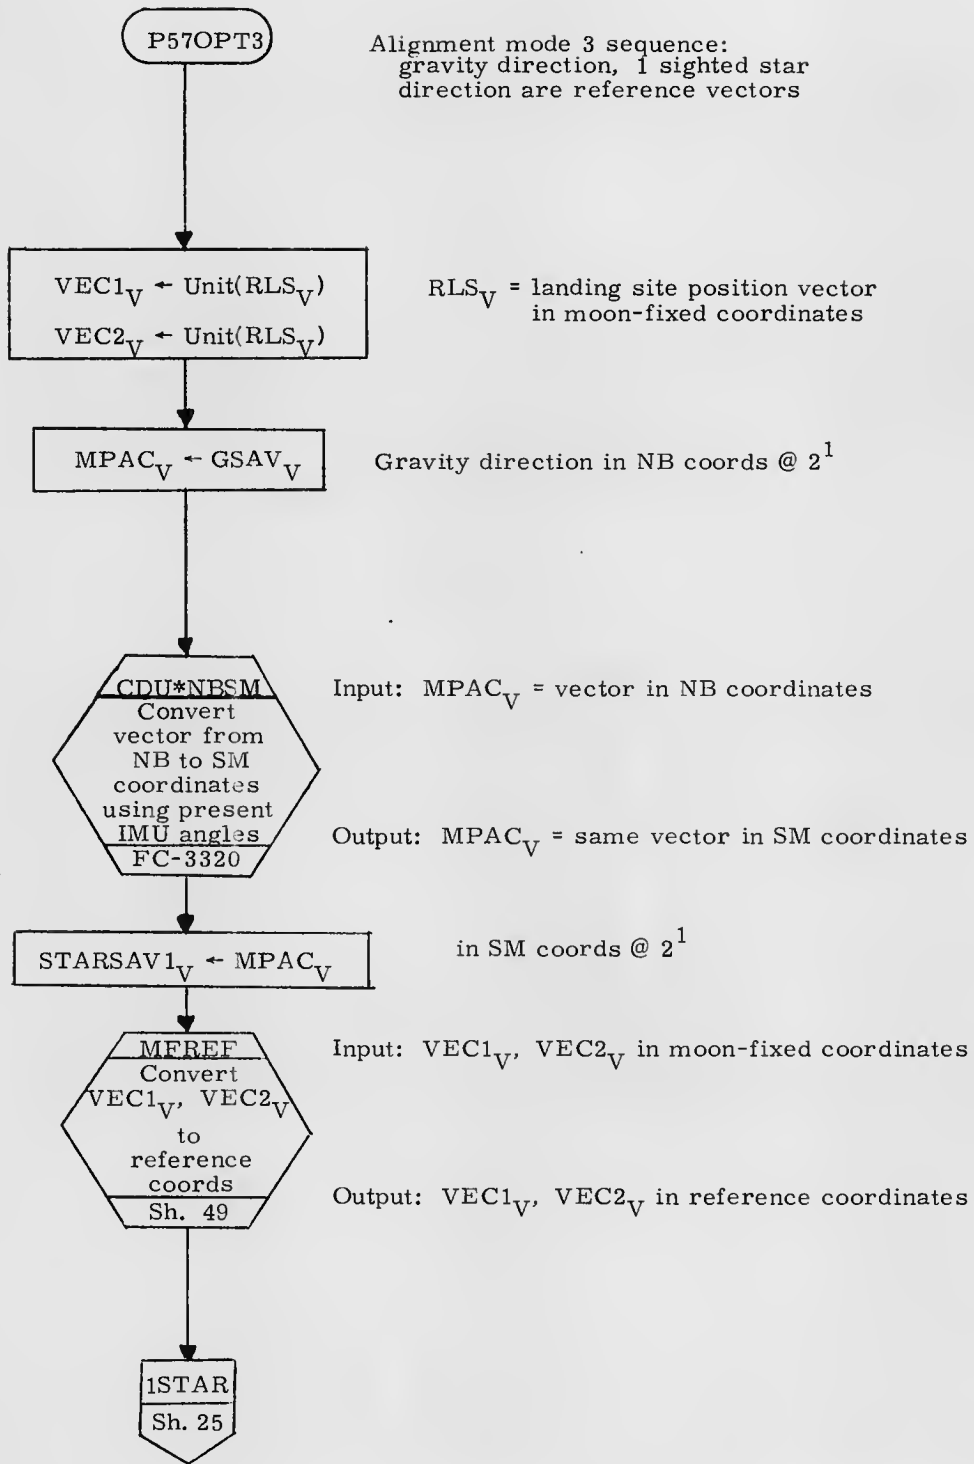 P57OPT3
Alignment mode 3 sequence:
gravity direction, 1 sighted star
direction are reference vectors
VEC1V ← Unit(RLSV)
VEC2V ← Unit(RLSV)
RLSV = landing site position vector
in moon-fixed coordinates
MPACV ← GSAVV
Gravity direction in NB coords @ 2^1
CDU*NBSM
Convert
vector from
NB to SM
coordinates
using present
IMU angles
FC-3320
Input: MPACV = vector in NB coordinates
Output: MPACV = same vector in SM coordinates
STARSAV1V ← MPACV
in SM coords @ 2^1
MFREF
Convert
VEC1V, VEC2V
to
reference
coords
Sh. 49
Input: VEC1V, VEC2V in moon-fixed coordinates
Output: VEC1V, VEC2V in reference coordinates
1STAR
Sh. 25